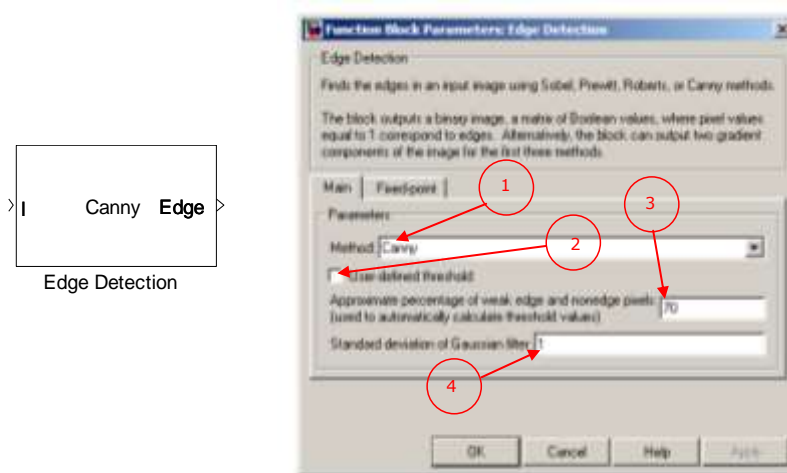 Function Block Parameters: Edge Detection
Edge Detection
Finds the edges in an input image using Sobel, Prewitt, Roberts, or Canny methods.
The block outputs a binary image, a matrix of Boolean values, where pixel values
equal to 1 correspond to edges. Alternatively, the block can output two gradient
components of the image for the first three methods.
Main Fixed-point
1
Parameters
3
Method: Canny
2
User-defined threshold
Approximate percentage of weak edge and nonedge pixels
(used to automatically calculate threshold values):
70
Standard deviation of Gaussian filter: 1
4
OK Cancel Help Apply
I Canny Edge
Edge Detection